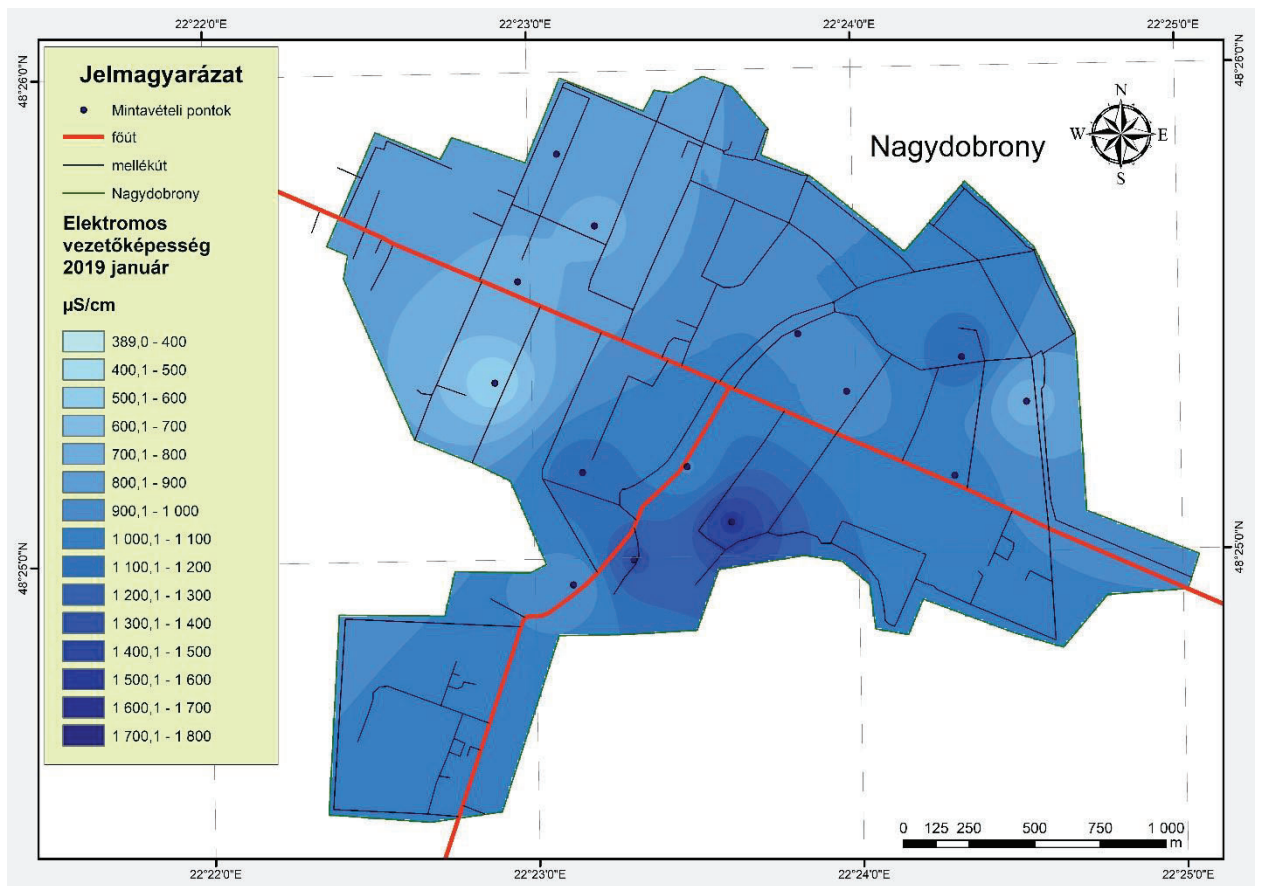 22°22'0"E
22°23'0"E
22°24'0"E
22°25'0"E
48°26'0"N
48°26'0"N
Jelmagyarázat
Mintavételi pontok
főút
mellékút
Nagydobrony
Elektromos
vezetőképesség
2019 január
µS/cm
389,0 - 400
400,1 - 500
500,1 - 600
600,1 - 700
700,1 - 800
800,1 - 900
900,1 - 1 000
1 000,1 - 1 100
1 100,1 - 1 200
1 200,1 - 1 300
1 300,1 - 1 400
1 400,1 - 1 500
1 500,1 - 1 600
1 600,1 - 1 700
1 700,1 - 1 800
Nagydobrony
N
W E
S
48°25'0"N
48°25'0"N
0 125 250 500 750 1 000
m
22°22'0"E
22°23'0"E
22°24'0"E
22°25'0"E